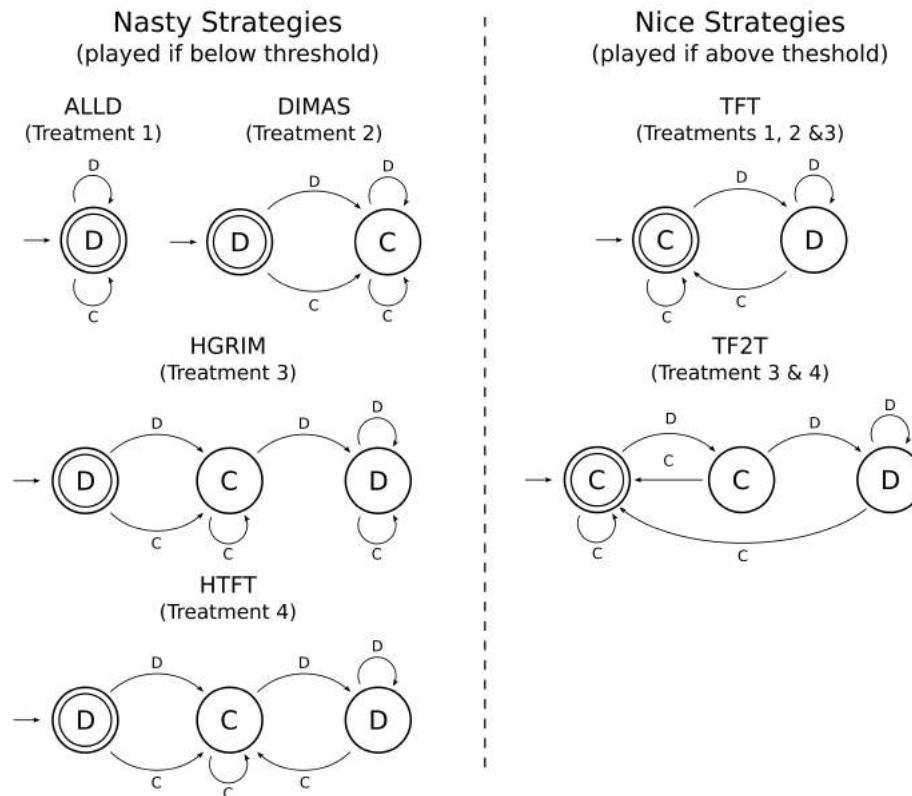 Nasty Strategies
(played if below threshold)
Nice Strategies
(played if above theshold)
ALLD
(Treatment 1)
D
D
C
DIMAS
(Treatment 2)
D
D
D
C
C
C
TFT
(Treatments 1, 2 &3)
D
D
C
D
C
C
HGRIM
(Treatment 3)
D
D
D
D
C
D
C
C
C
TF2T
(Treatment 3 & 4)
D
D
D
C
C
C
D
C
C
HTFT
(Treatment 4)
D
D
D
D
C
D
C
C
C